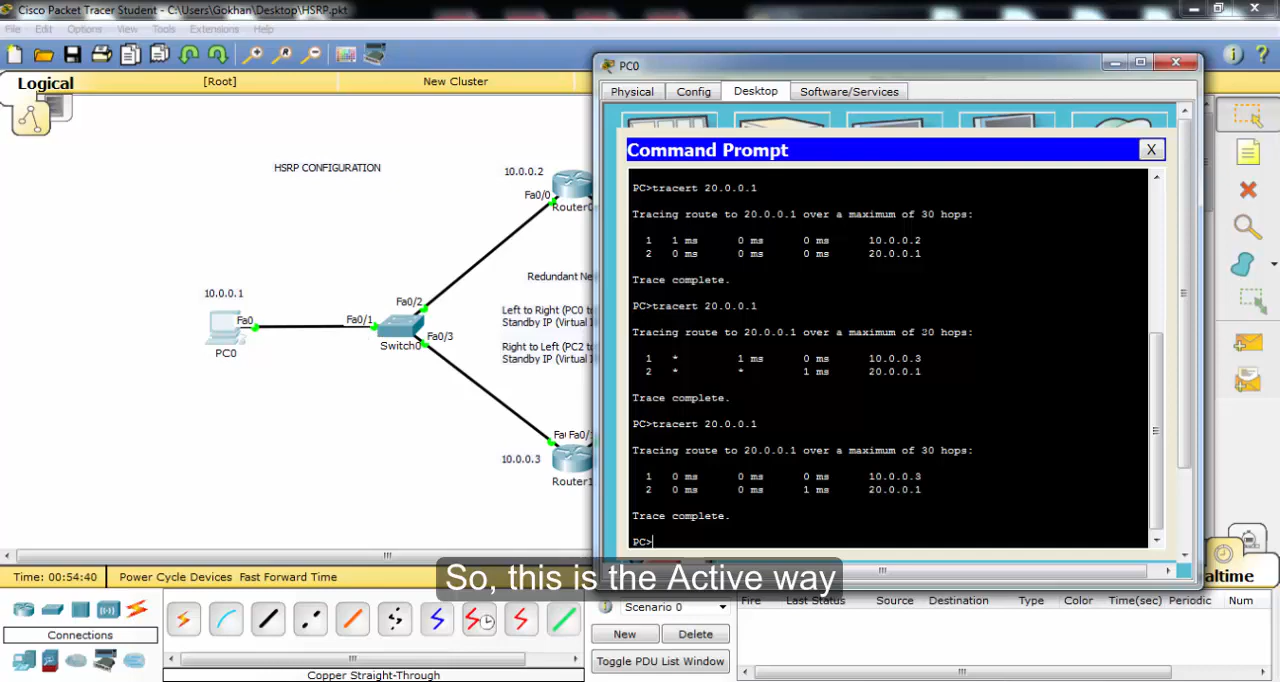 Cisco Packet Tracer Student - C:\Users\Gokhan\Desktop\HSRP.pkt
File Edit Options View Tools Extensions Help
Logical
[Root]
New Cluster
HSRP CONFIGURATION
10.0.0.2
Fa0/0
Router0
Redundant Ne
10.0.0.1
Fa0
PC0
Fa0/1
Fa0/2
Fa0/3
Switch0
Left to Right (PC0 to
Standby IP (Virtual I
Right to Left (PC2 to
Standby IP (Virtual I
10.0.0.3
Router1
PC0
Physical
Config
Desktop
Software/Services
Command Prompt
X
PC>tracert 20.0.0.1
Tracing route to 20.0.0.1 over a maximum of 30 hops:
1 1 ms 0 ms 0 ms 10.0.0.2
2 0 ms 0 ms 0 ms 20.0.0.1
Trace complete.
PC>tracert 20.0.0.1
Tracing route to 20.0.0.1 over a maximum of 30 hops:
1 * 1 ms 0 ms 10.0.0.3
2 * * 1 ms 20.0.0.1
Trace complete.
PC>tracert 20.0.0.1
Tracing route to 20.0.0.1 over a maximum of 30 hops:
1 0 ms 0 ms 0 ms 10.0.0.3
2 0 ms 0 ms 1 ms 20.0.0.1
Trace complete.
PC>
So, this is the Active way
Time: 00:54:40 Power Cycle Devices Fast Forward Time
altime
Connections
Copper Straight-Through
Scenario 0
New
Delete
Toggle PDU List Window
Fire Last Status Source Destination Type Color Time(sec) Periodic Num